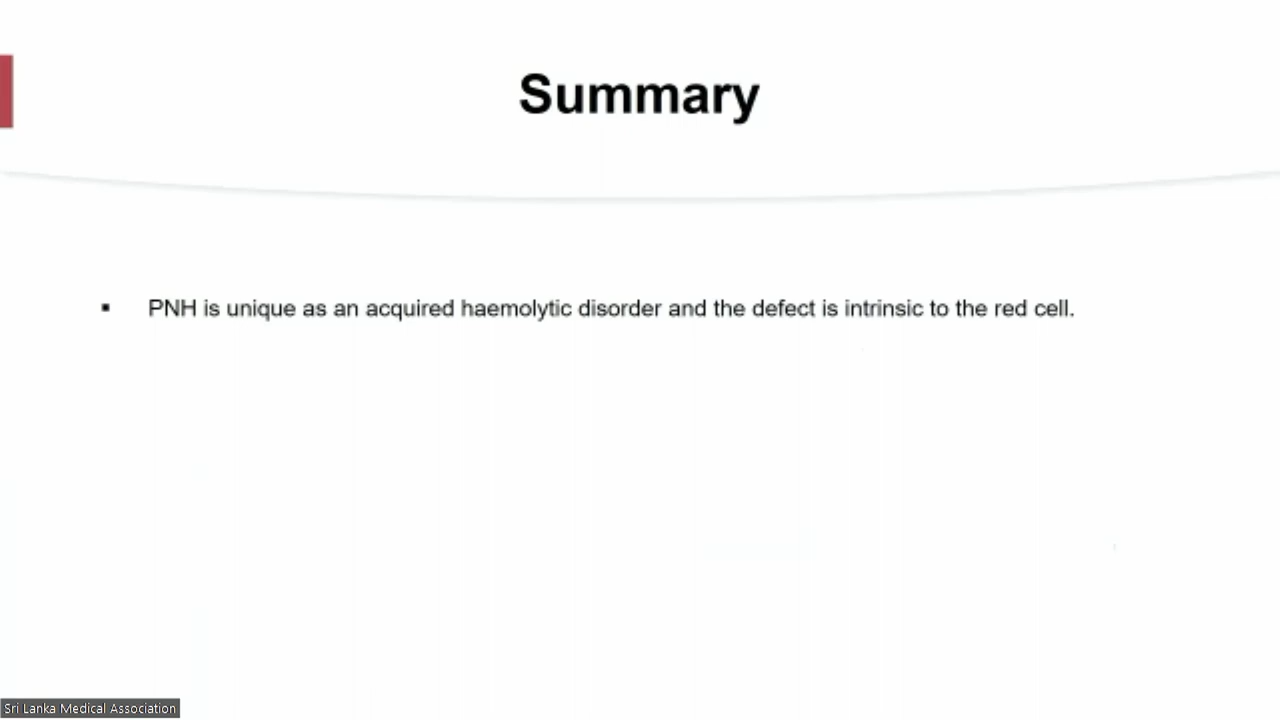 Summary
▪ PNH is unique as an acquired haemolytic disorder and the defect is intrinsic to the red cell.
Sri Lanka Medical Association